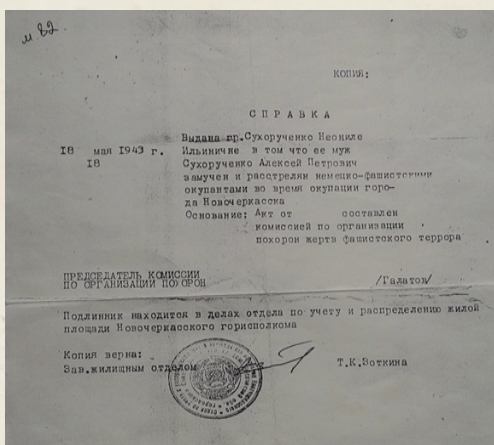 м 82
КОПИЯ:
СПРАВКА
Выдана гр.Сухорученко Неониле
18 мая 1943 г. Ильиничне в том что ее муж
18 Сухорученко Алексей Петрович
замучен и расстрелян немецко-фашистскими
окупантами во время окупации горо-
да Новочеркасска
Основание: Акт от составлен
комиссией по организации
похорон жертв фашистского террора
ПРЕДСЕДАТЕЛЬ КОМИССИИ
ПО ОРГАНИЗАЦИИ ПОХОРОН /Галатов/
Подлинник находится в делах отдела по учету и распределению жилой
площади Новочеркасского горисполкома
Копия верна:
Зав.жилищным отделом Т.К.Зоткина